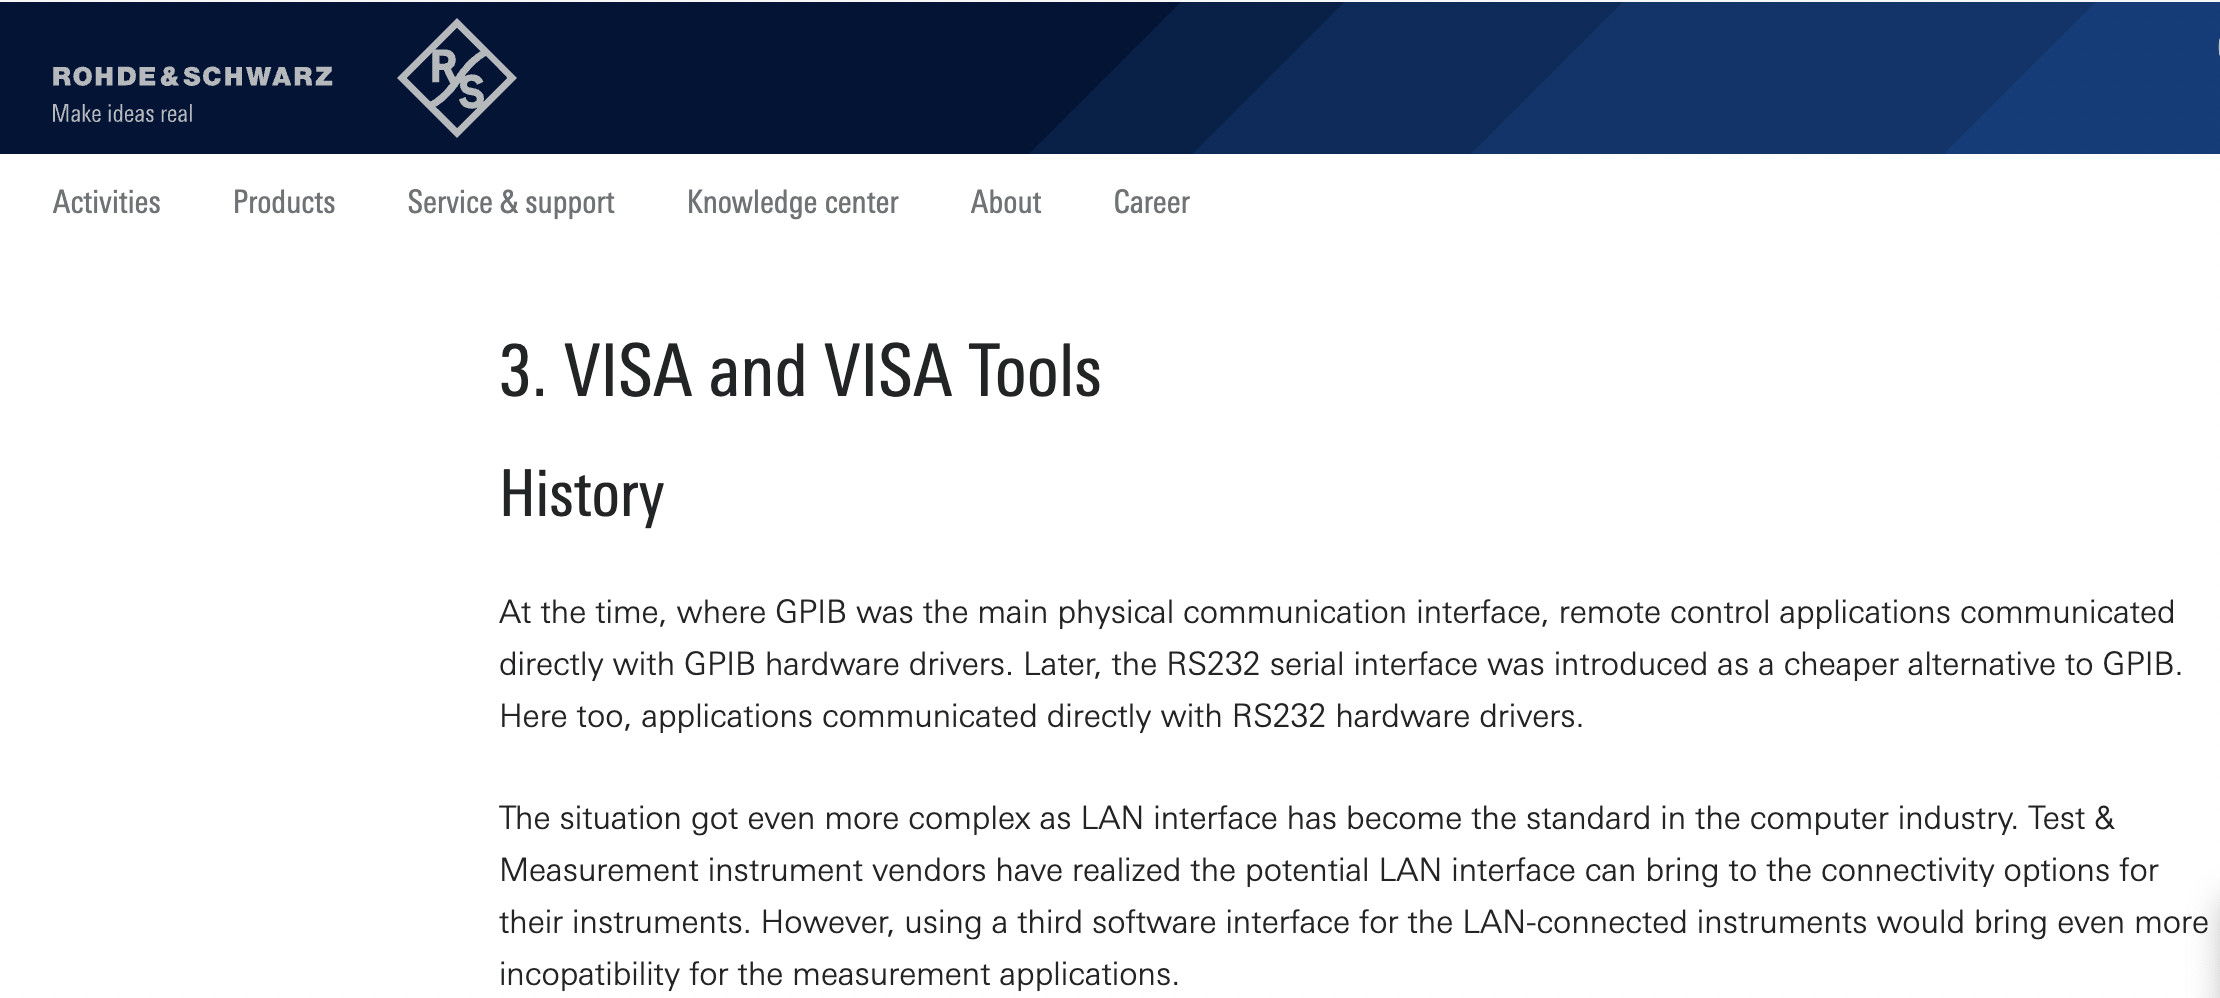 ROHDE&SCHWARZ
Make ideas real
R S
Activities Products Service & support Knowledge center About Career
3. VISA and VISA Tools
History
At the time, where GPIB was the main physical communication interface, remote control applications communicated
directly with GPIB hardware drivers. Later, the RS232 serial interface was introduced as a cheaper alternative to GPIB.
Here too, applications communicated directly with RS232 hardware drivers.
The situation got even more complex as LAN interface has become the standard in the computer industry. Test &
Measurement instrument vendors have realized the potential LAN interface can bring to the connectivity options for
their instruments. However, using a third software interface for the LAN-connected instruments would bring even more
incopatibility for the measurement applications.